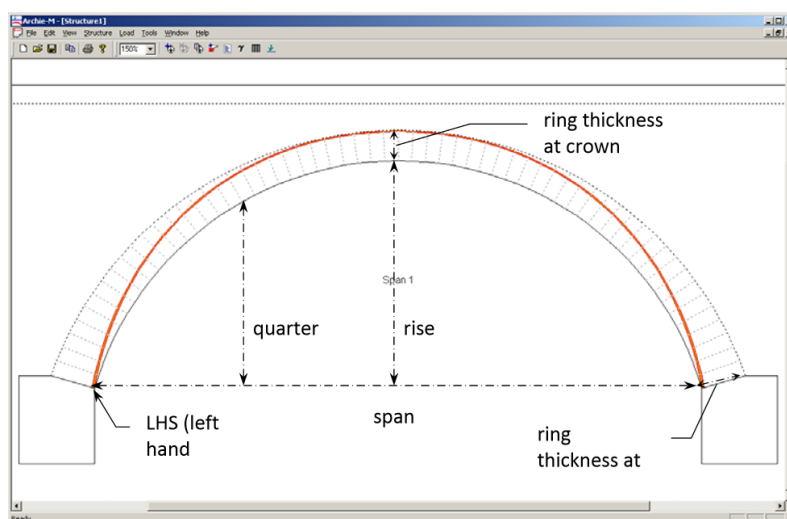 Archie-M - [Structure1]
File Edit View Structure Load Tools Window Help
150%
ring thickness
at crown
Span 1
quarter
rise
LHS (left
hand
span
ring
thickness at
Ready